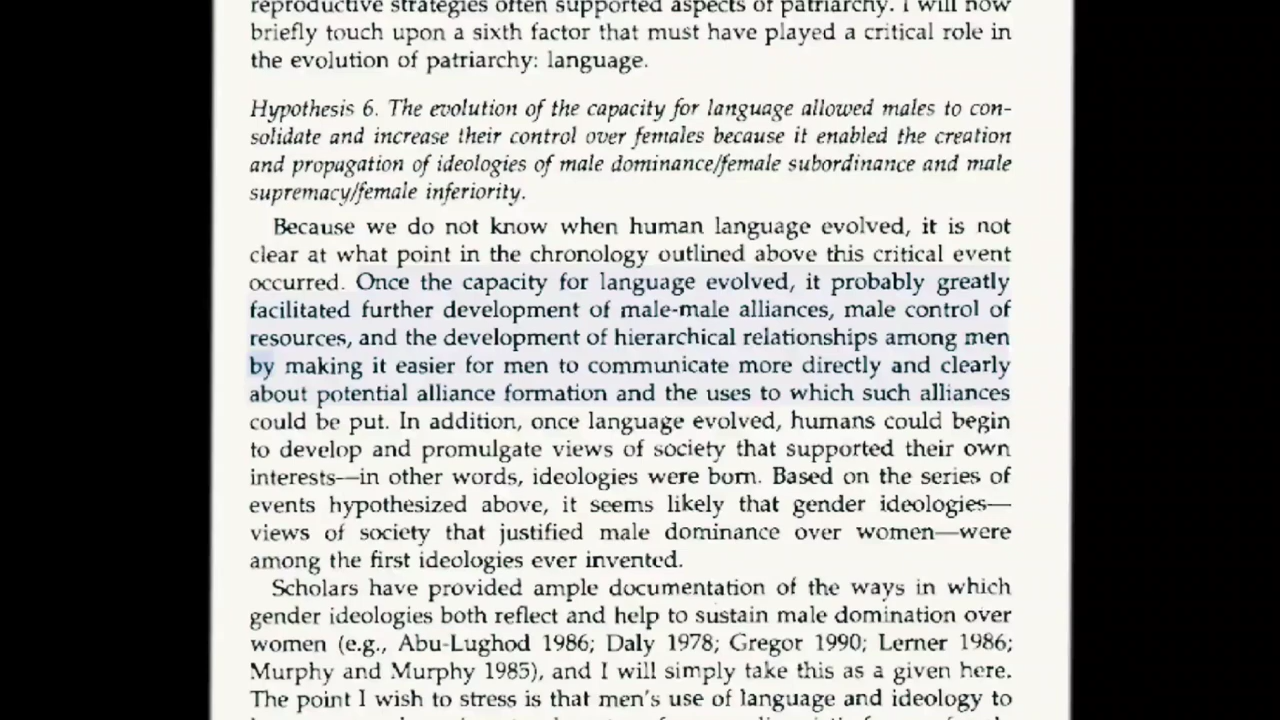 reproductive strategies often supported aspects of patriarchy. I will now
briefly touch upon a sixth factor that must have played a critical role in
the evolution of patriarchy: language.
Hypothesis 6. The evolution of the capacity for language allowed males to con-
solidate and increase their control over females because it enabled the creation
and propagation of ideologies of male dominance/female subordinance and male
supremacy/female inferiority.
Because we do not know when human language evolved, it is not
clear at what point in the chronology outlined above this critical event
occurred. Once the capacity for language evolved, it probably greatly
facilitated further development of male-male alliances, male control of
resources, and the development of hierarchical relationships among men
by making it easier for men to communicate more directly and clearly
about potential alliance formation and the uses to which such alliances
could be put. In addition, once language evolved, humans could begin
to develop and promulgate views of society that supported their own
interests—in other words, ideologies were born. Based on the series of
events hypothesized above, it seems likely that gender ideologies—
views of society that justified male dominance over women—were
among the first ideologies ever invented.
Scholars have provided ample documentation of the ways in which
gender ideologies both reflect and help to sustain male domination over
women (e.g., Abu-Lughod 1986; Daly 1978; Gregor 1990; Lerner 1986;
Murphy and Murphy 1985), and I will simply take this as a given here.
The point I wish to stress is that men's use of language and ideology to